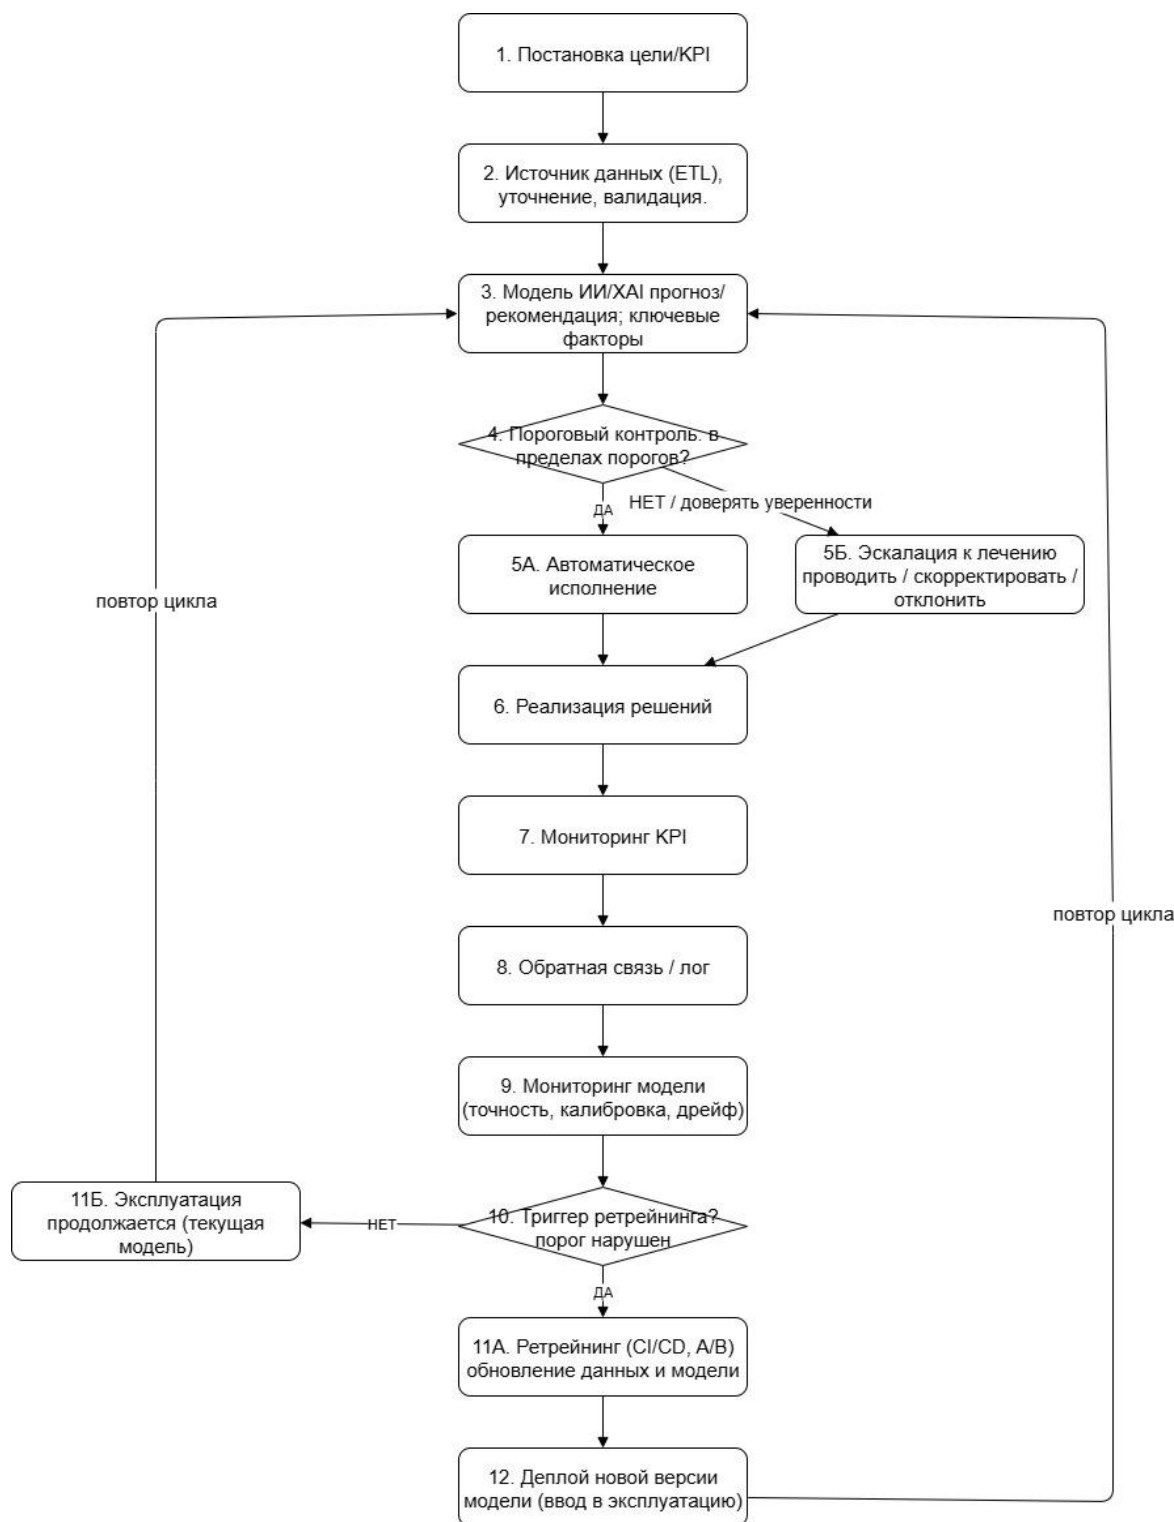 1. Постановка цели/KPI
2. Источник данных (ETL),
уточнение, валидация.
3. Модель ИИ/XAI прогноз/
рекомендация; ключевые
факторы
4. Пороговый контроль. в
пределах порогов?
НЕТ / доверять уверенности
ДА
5А. Автоматическое
исполнение
5Б. Эскалация к лечению
проводить / скорректировать /
отклонить
повтор цикла
6. Реализация решений
7. Мониторинг KPI
повтор цикла
8. Обратная связь / лог
9. Мониторинг модели
(точность, калибровка, дрейф)
11Б. Эксплуатация
продолжается (текущая
модель)
НЕТ
10. Триггер ретрейнинга?
порог нарушен
ДА
11А. Ретрейнинг (CI/CD, A/B)
обновление данных и модели
12. Деплой новой версии
модели (ввод в эксплуатацию)